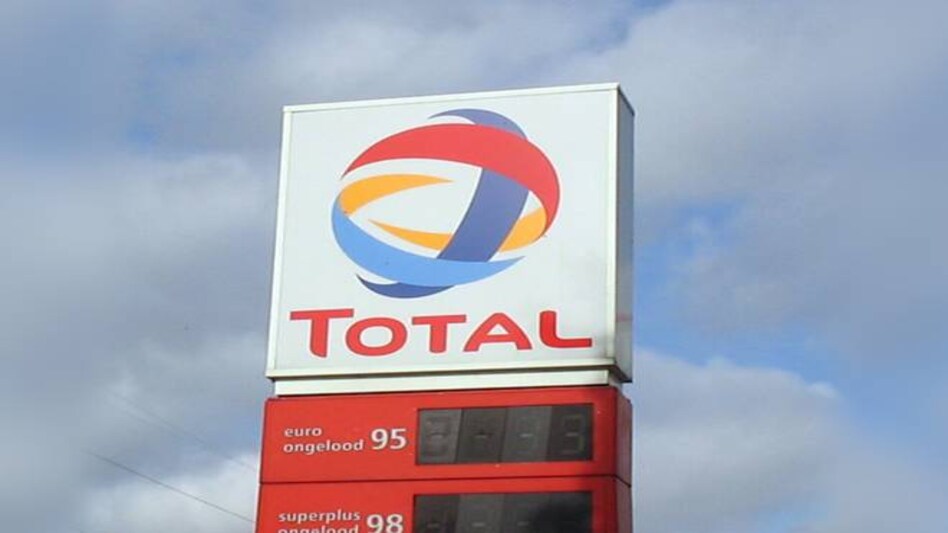 TOTAL
euro
ongelood 95
superplus
ongelood 98